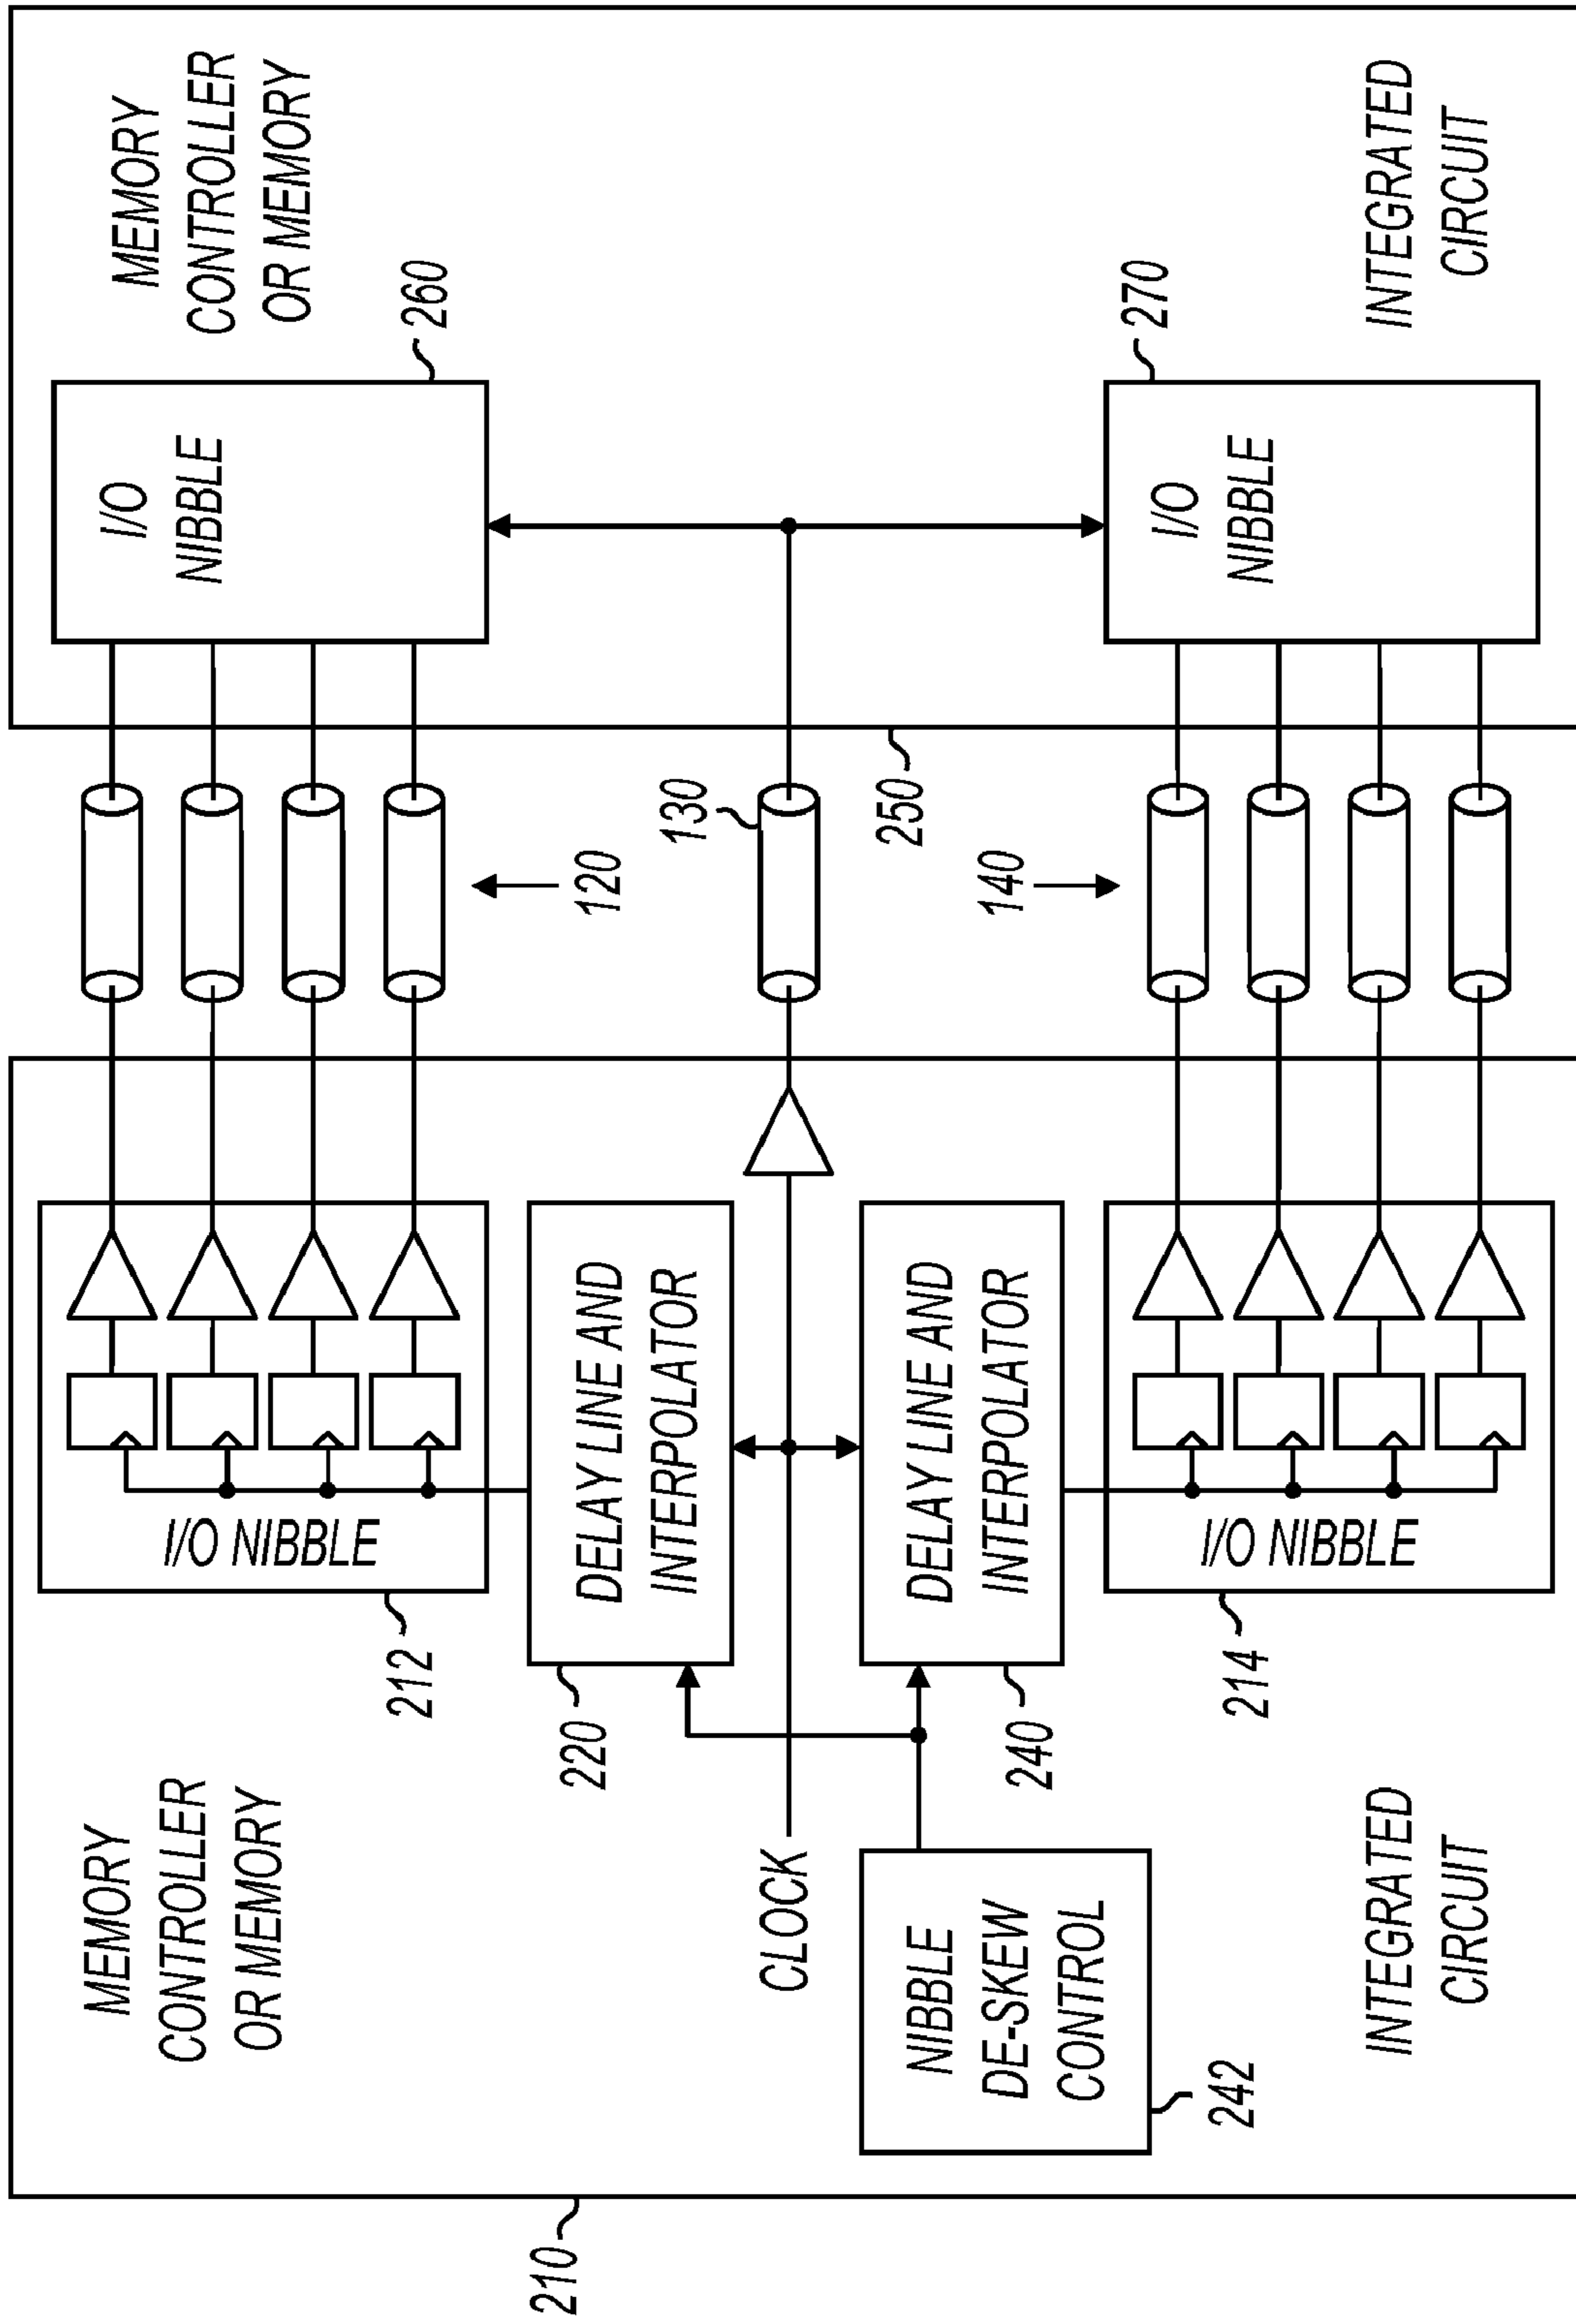 MEMORY
CONTROLLER
OR MEMORY
212
I/O NIBBLE
120
I/O
NIBBLE
260
MEMORY
CONTROLLER
OR MEMORY
220
DELAY LINE AND
INTERPOLATOR
210
CLOCK
130
NIBBLE
DE-SKEW
CONTROL
242
240
DELAY LINE AND
INTERPOLATOR
250
140
214
I/O NIBBLE
I/O
NIBBLE
270
INTEGRATED
CIRCUIT
INTEGRATED
CIRCUIT